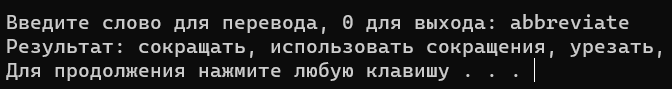 Введите слово для перевода, 0 для выхода: abbreviate
Результат: сокращать, использовать сокращения, урезать,
Для продолжения нажмите любую клавишу . . .